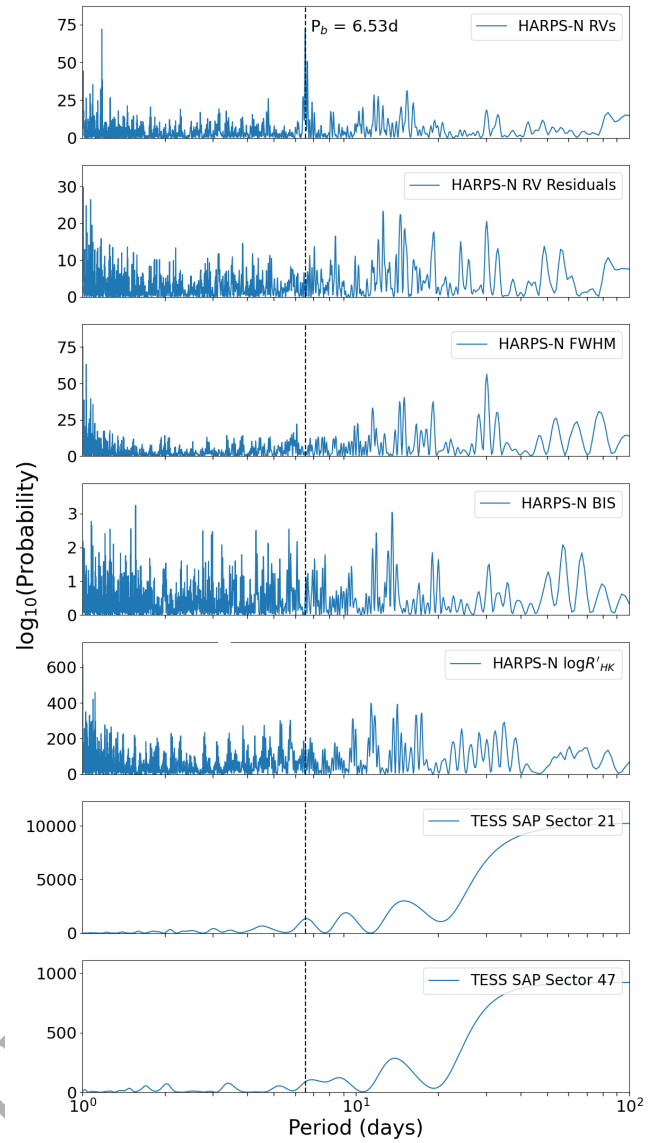 P_b = 6.53d
HARPS-N RVs
75
50
25
0
HARPS-N RV Residuals
30
20
10
0
HARPS-N FWHM
75
50
25
0
HARPS-N BIS
3
2
1
0
HARPS-N logR'_HK
600
400
200
0
TESS SAP Sector 21
10000
5000
0
TESS SAP Sector 47
1000
500
0
10^0
10^1
10^2
Period (days)
log_10(Probability)